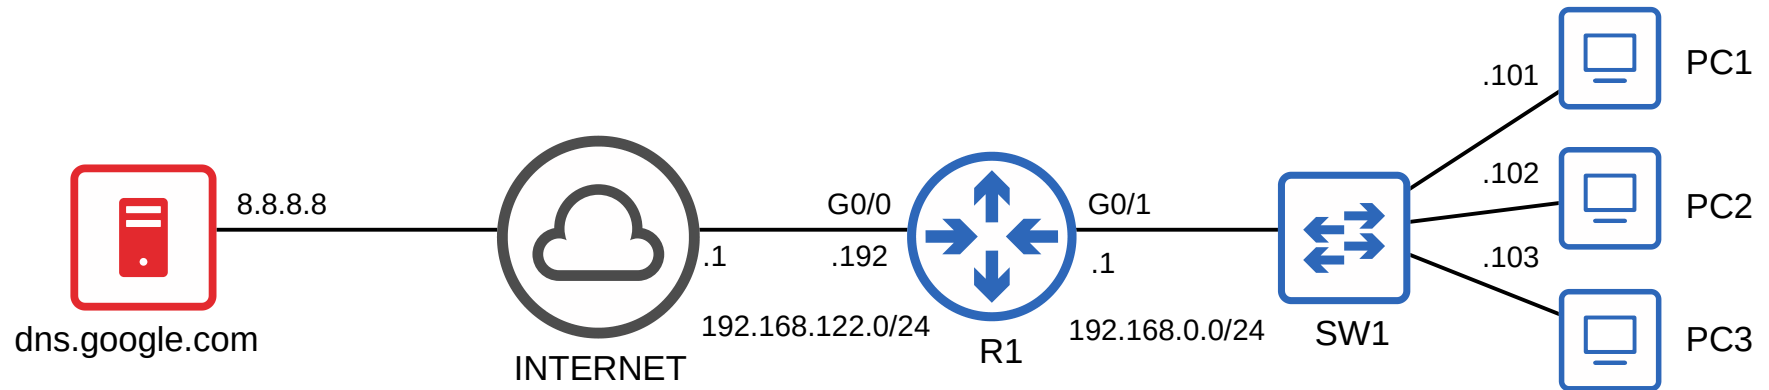 PC1
.101
.102
PC2
8.8.8.8
G0/0
G0/1
.1
.192
.1
.103
192.168.122.0/24
192.168.0.0/24
dns.google.com
INTERNET
R1
SW1
PC3